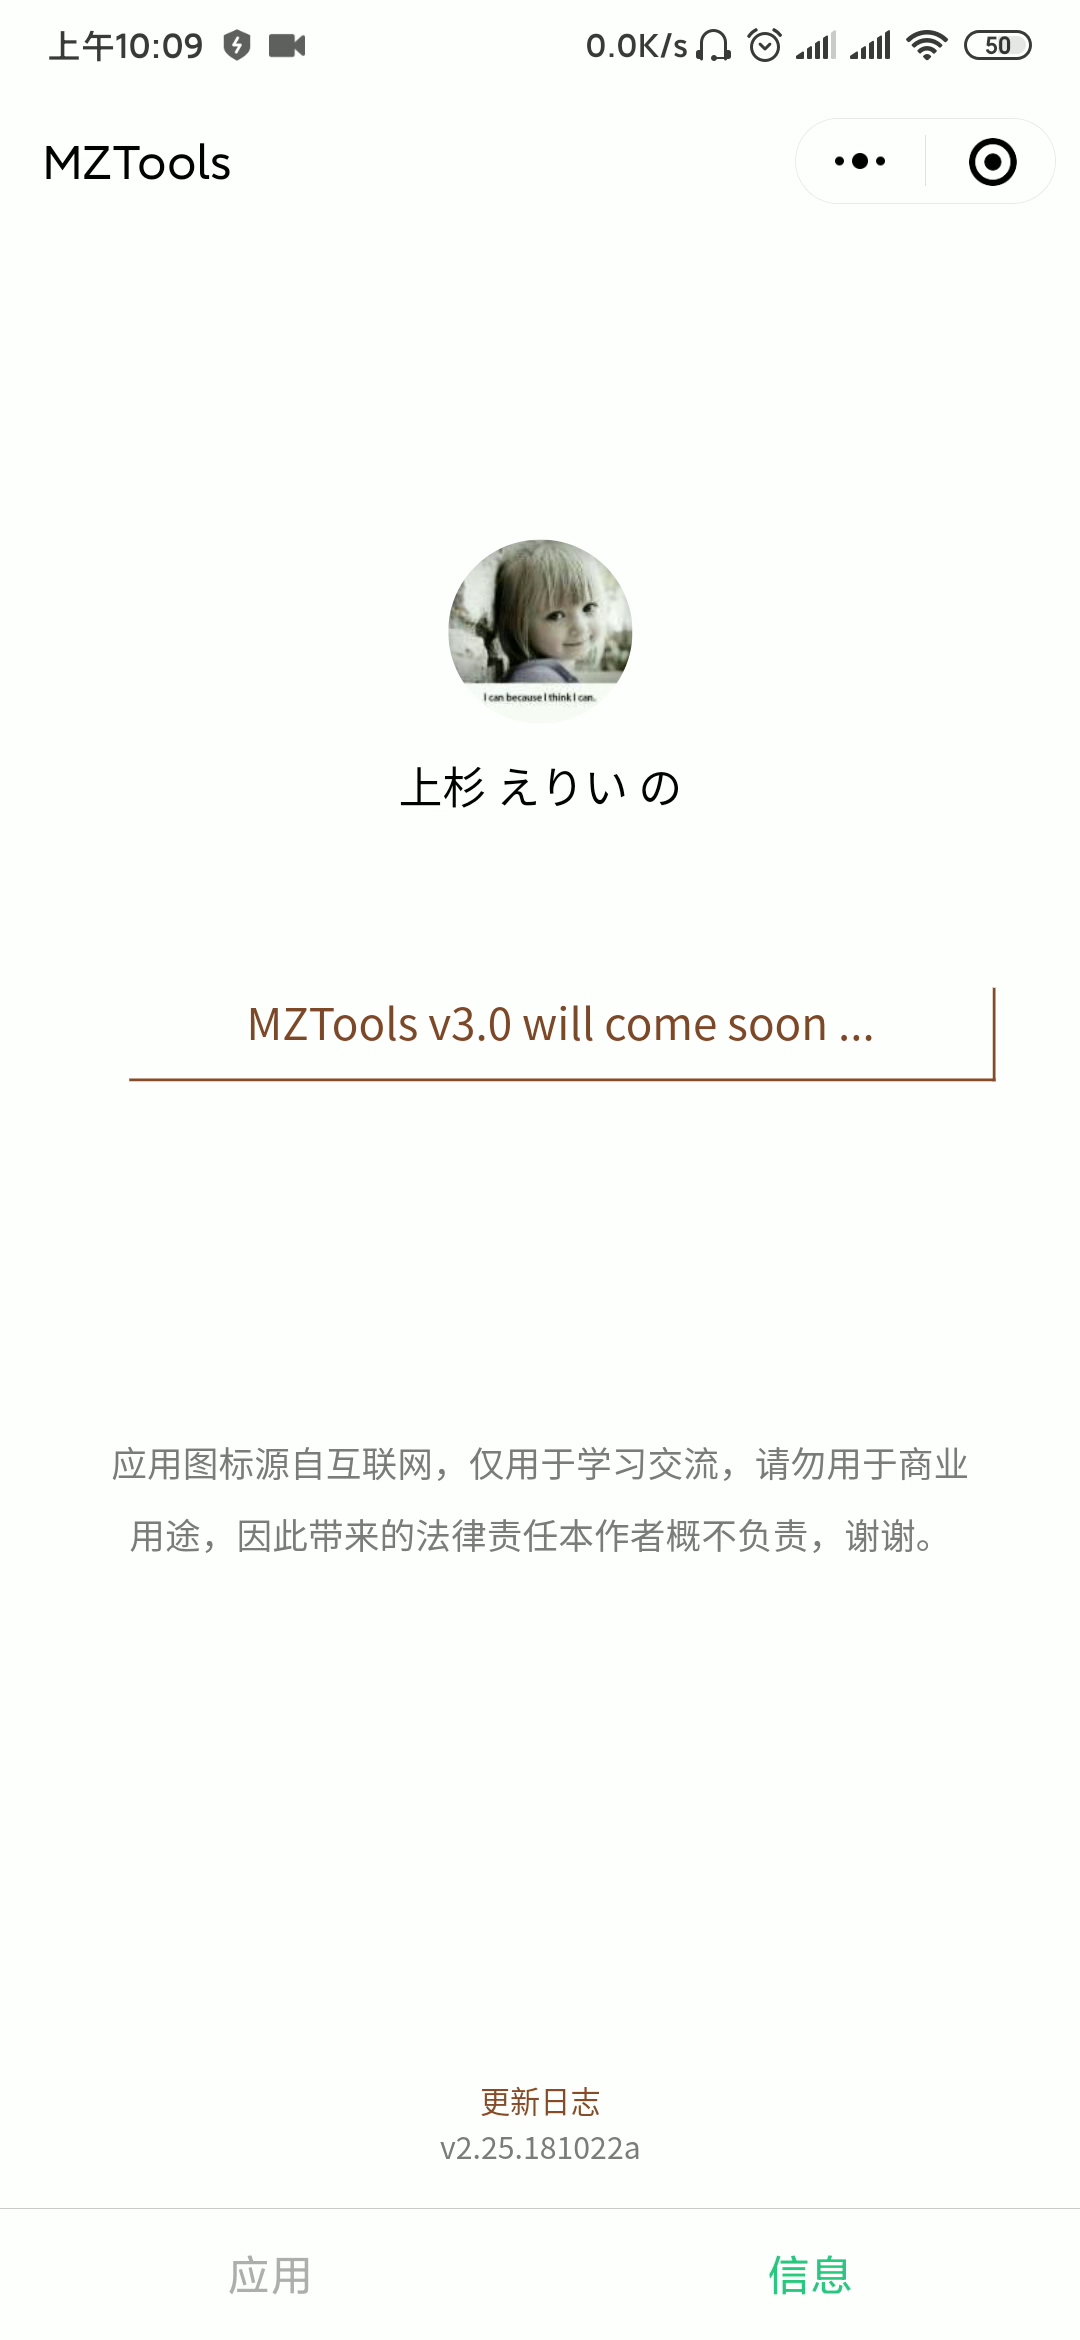 上午10:09 0.0K/s 50
MZTools
I can because I think I can.
上杉 えりい の
MZTools v3.0 will come soon ...
应用图标源自互联网，仅用于学习交流，请勿用于商业
用途，因此带来的法律责任本作者概不负责，谢谢。
更新日志
v2.25.181022a
应用 信息